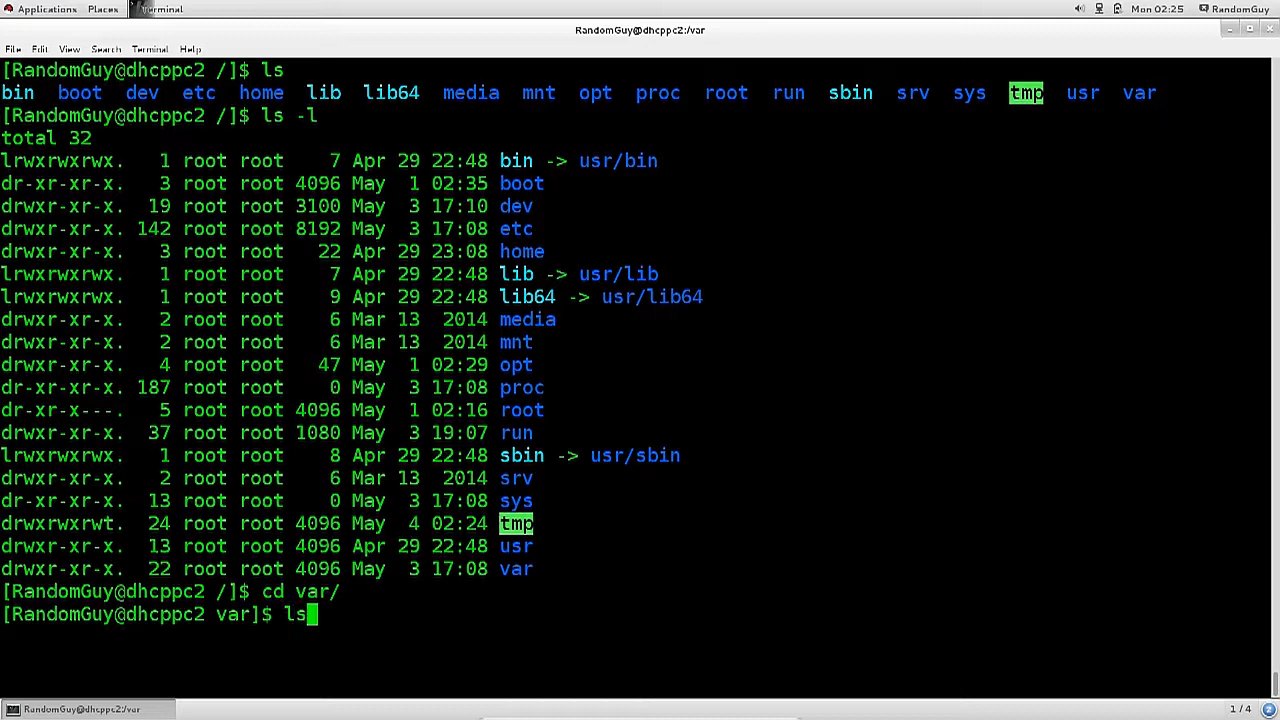 Applications Places Terminal Mon 02:25 RandomGuy
RandomGuy@dhcppc2:/var
File Edit View Search Terminal Help
[RandomGuy@dhcppc2 /]$ ls
bin boot dev etc home lib lib64 media mnt opt proc root run sbin srv sys tmp usr var
[RandomGuy@dhcppc2 /]$ ls -l
total 32
lrwxrwxrwx. 1 root root 7 Apr 29 22:48 bin -> usr/bin
dr-xr-xr-x. 3 root root 4096 May 1 02:35 boot
drwxr-xr-x. 19 root root 3100 May 3 17:10 dev
drwxr-xr-x. 142 root root 8192 May 3 17:08 etc
drwxr-xr-x. 3 root root 22 Apr 29 23:08 home
lrwxrwxrwx. 1 root root 7 Apr 29 22:48 lib -> usr/lib
lrwxrwxrwx. 1 root root 9 Apr 29 22:48 lib64 -> usr/lib64
drwxr-xr-x. 2 root root 6 Mar 13 2014 media
drwxr-xr-x. 2 root root 6 Mar 13 2014 mnt
drwxr-xr-x. 4 root root 47 May 1 02:29 opt
dr-xr-xr-x. 187 root root 0 May 3 17:08 proc
dr-xr-x---. 5 root root 4096 May 1 02:16 root
drwxr-xr-x. 37 root root 1080 May 3 19:07 run
lrwxrwxrwx. 1 root root 8 Apr 29 22:48 sbin -> usr/sbin
drwxr-xr-x. 2 root root 6 Mar 13 2014 srv
dr-xr-xr-x. 13 root root 0 May 3 17:08 sys
drwxrwxrwt. 24 root root 4096 May 4 02:24 tmp
drwxr-xr-x. 13 root root 4096 Apr 29 22:48 usr
drwxr-xr-x. 22 root root 4096 May 3 17:08 var
[RandomGuy@dhcppc2 /]$ cd var/
[RandomGuy@dhcppc2 var]$ ls
RandomGuy@dhcppc2:/var 1 / 4 2